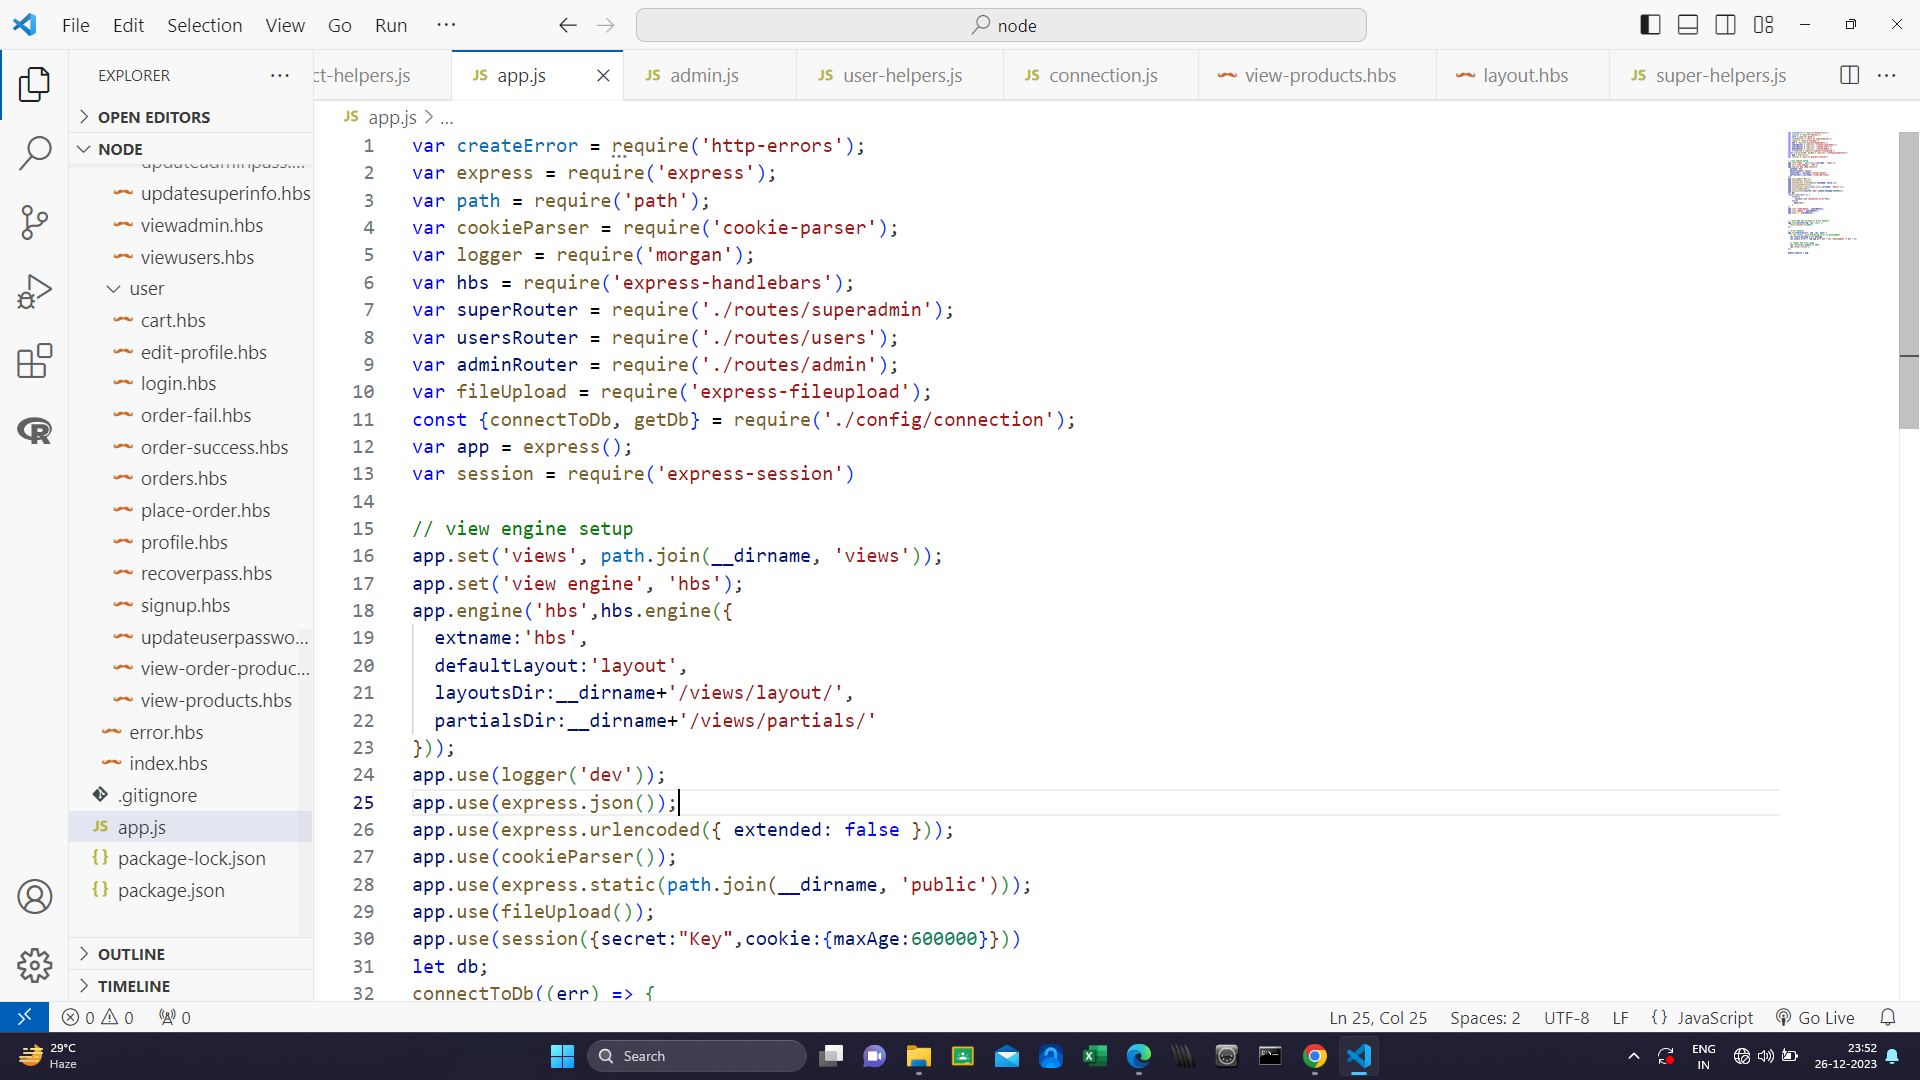 File Edit Selection View Go Run ···
node
EXPLORER ···
ct-helpers.js
JS app.js
JS admin.js
JS user-helpers.js
JS connection.js
view-products.hbs
layout.hbs
JS super-helpers.js
OPEN EDITORS
NODE
updateadminpass....
updatesuperinfo.hbs
viewadmin.hbs
viewusers.hbs
user
cart.hbs
edit-profile.hbs
login.hbs
order-fail.hbs
order-success.hbs
orders.hbs
place-order.hbs
profile.hbs
recoverpass.hbs
signup.hbs
updateuserpasswo...
view-order-produc...
view-products.hbs
error.hbs
index.hbs
.gitignore
JS app.js
{} package-lock.json
{} package.json
OUTLINE
TIMELINE
JS app.js > ...
1 var createError = require('http-errors');
2 var express = require('express');
3 var path = require('path');
4 var cookieParser = require('cookie-parser');
5 var logger = require('morgan');
6 var hbs = require('express-handlebars');
7 var superRouter = require('./routes/superadmin');
8 var usersRouter = require('./routes/users');
9 var adminRouter = require('./routes/admin');
10 var fileUpload = require('express-fileupload');
11 const {connectToDb, getDb} = require('./config/connection');
12 var app = express();
13 var session = require('express-session')
14
15 // view engine setup
16 app.set('views', path.join(__dirname, 'views'));
17 app.set('view engine', 'hbs');
18 app.engine('hbs',hbs.engine({
19 extname:'hbs',
20 defaultLayout:'layout',
21 layoutsDir:__dirname+'/views/layout/',
22 partialsDir:__dirname+'/views/partials/'
23 }));
24 app.use(logger('dev'));
25 app.use(express.json());
26 app.use(express.urlencoded({ extended: false }));
27 app.use(cookieParser());
28 app.use(express.static(path.join(__dirname, 'public')));
29 app.use(fileUpload());
30 app.use(session({secret:"Key",cookie:{maxAge:600000}}))
31 let db;
32 connectToDb((err) => {
0 0 0
Ln 25, Col 25 Spaces: 2 UTF-8 LF {} JavaScript Go Live
29°C
Haze
Search
ENG
IN
23:52
26-12-2023